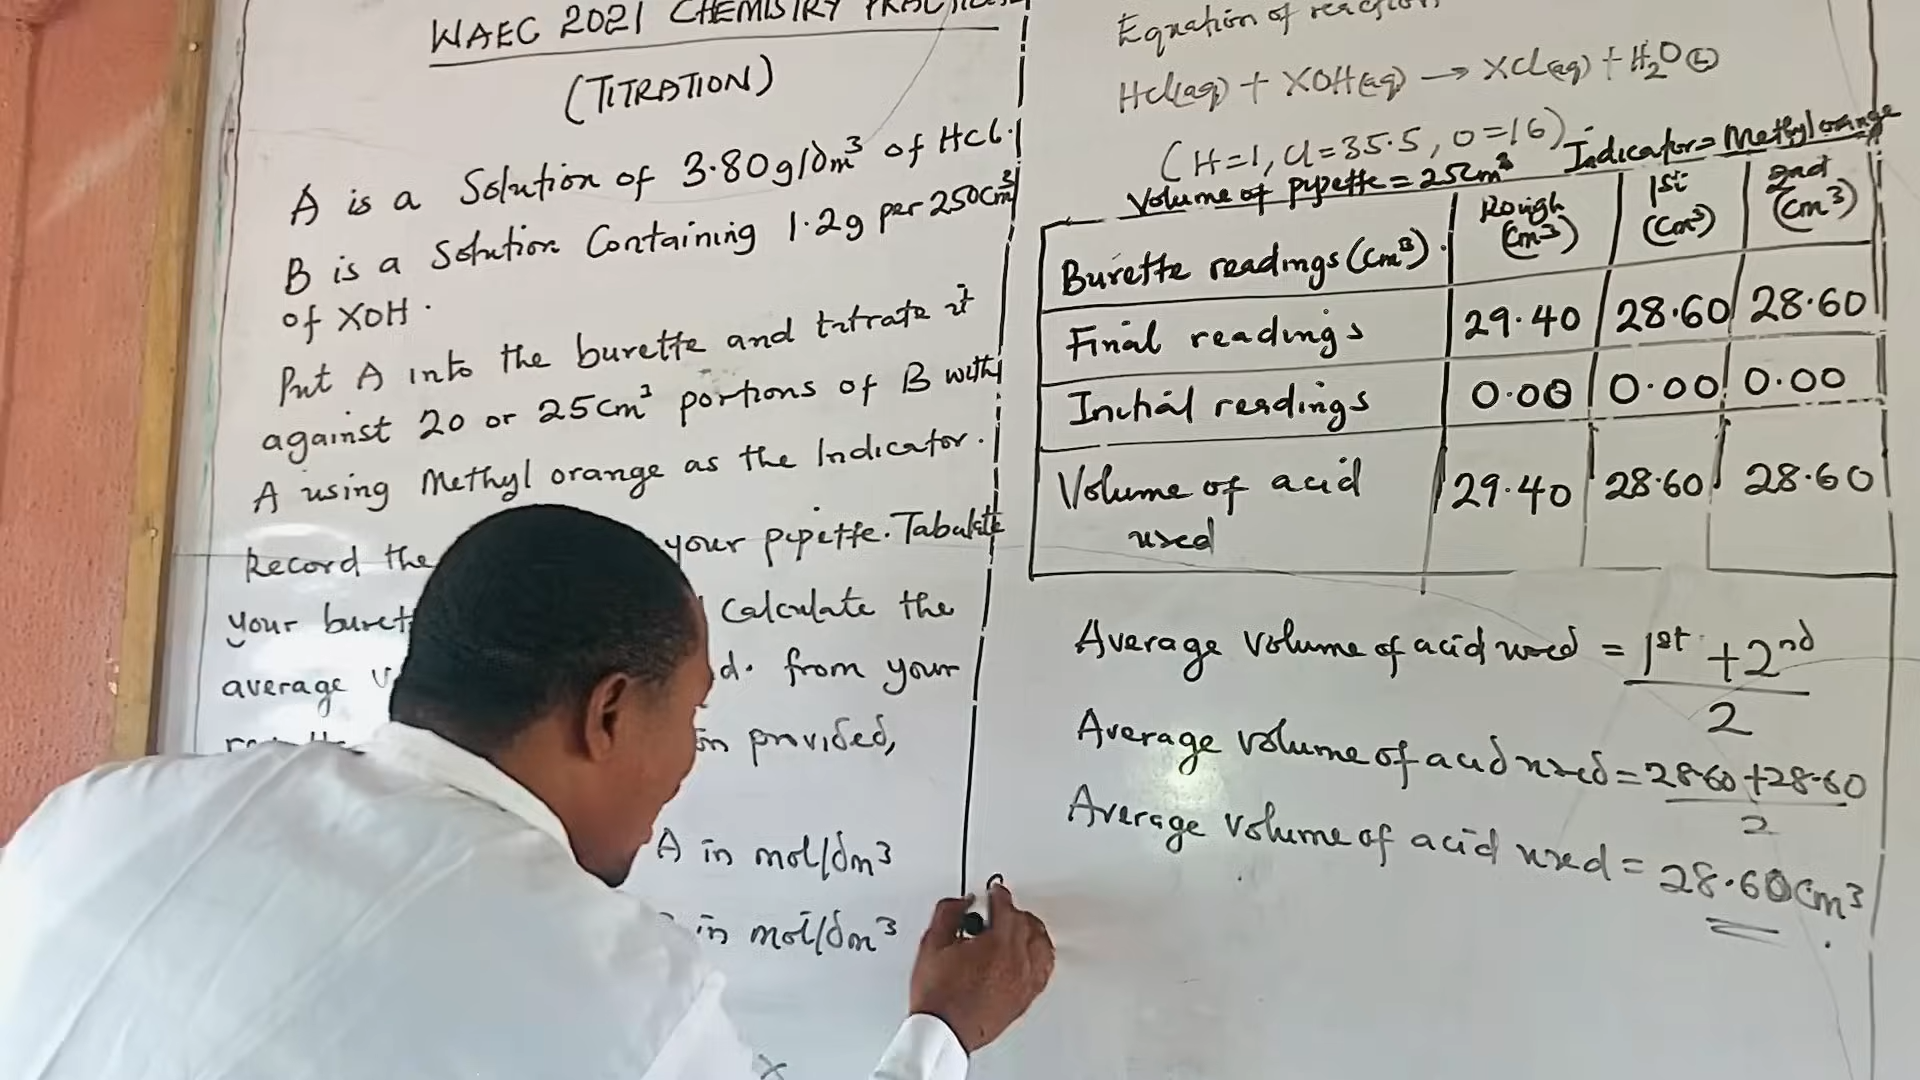 WAEC 2021 CHEMISTRY
(TITRATION)
A is a Solution of 3.80g/dm³ of HCl.
B is a Solution Containing 1.2g per 250cm³
of XOH.
Put A into the burette and titrate it
against 20 or 25cm³ portions of B with
A using Methyl orange as the Indicator.
Record the your pipette. Tabulate
your Calculate the
average d. from your
provided,
A in mol/dm³
in mol/dm³
X
Equation of reaction
HCl(aq) + XOH(aq) → XCl(aq) + H₂O(L)
(H=1, Cl=35.5, O=16) Indicator = Methyl orange
Volume of pipette = 25cm³
Burette readings (cm³). Rough (cm³) 1st (cm³) 2nd (cm³)
Final readings 29.40 28.60 28.60
Initial readings 0.00 0.00 0.00
Volume of acid used 29.40 28.60 28.60
Average Volume of acid used = 1st + 2nd
2
Average Volume of acid used = 28.60 + 28.60
2
Average Volume of acid used = 28.60cm³